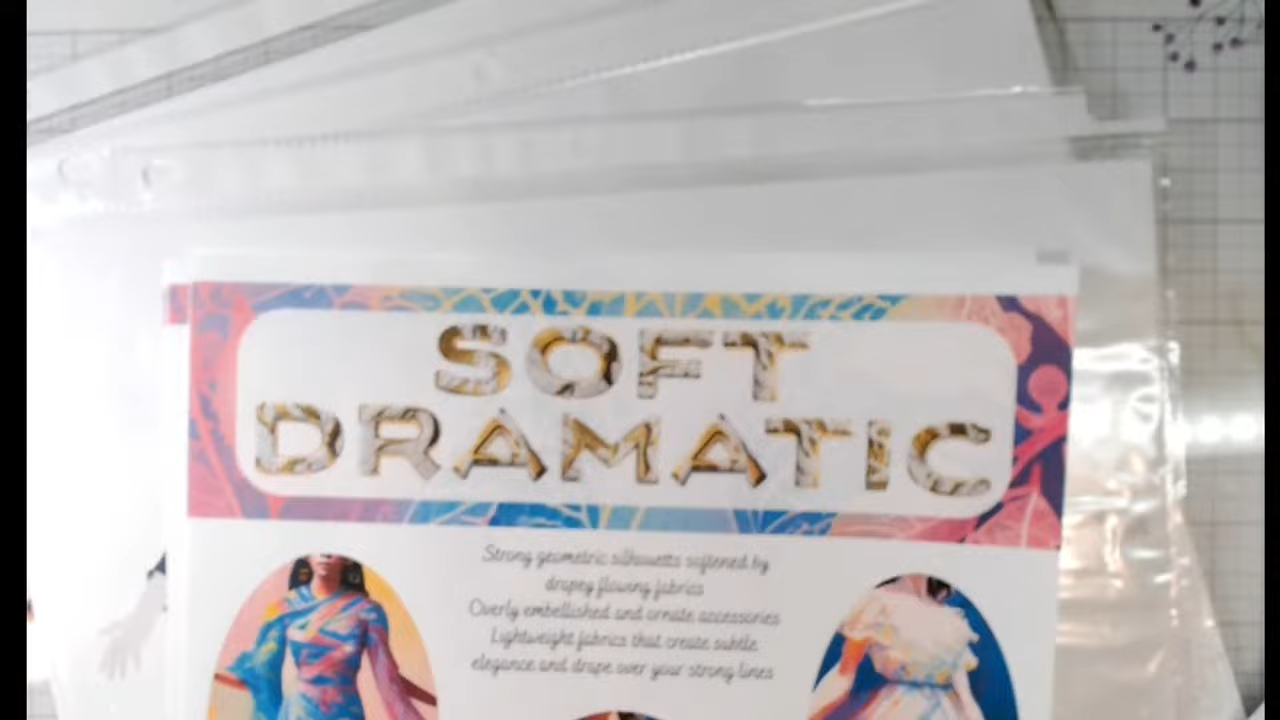 SOFT
DRAMATIC
Strong geometric silhouetts softened by
drapey flowing fabrics
Overly embellished and ornate accessories
Lightweight fabrics that create subtle
elegance and drape over your strong lines